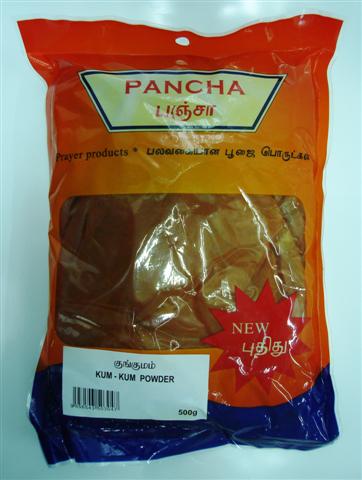 PANCHA
பஞ்சா
Prayer products * பலவகையான பூஜை பொருட்கள்
NEW
புதிது
குங்குமம்
KUM - KUM POWDER
500g